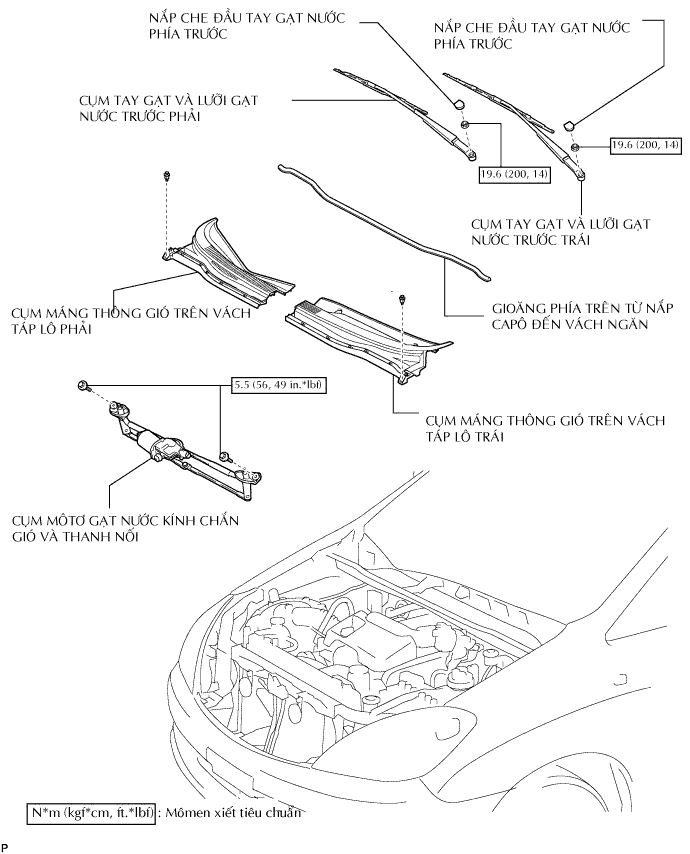 NẮP CHE ĐẦU TAY GẠT NƯỚC
PHÍA TRƯỚC
NẮP CHE ĐẦU TAY GẠT NƯỚC
PHÍA TRƯỚC
CỤM TAY GẠT VÀ LƯỠI GẠT
NƯỚC TRƯỚC PHẢI
19.6 (200, 14)
19.6 (200, 14)
CỤM TAY GẠT VÀ LƯỠI GẠT
NƯỚC TRƯỚC TRÁI
CỤM MÁNG THÔNG GIÓ TRÊN VÁCH
TÁP LÔ PHẢI
GIOĂNG PHÍA TRÊN TỪ NẮP
CAPÔ ĐẾN VÁCH NGĂN
5.5 (56, 49 in.*lbf)
CỤM MÁNG THÔNG GIÓ TRÊN VÁCH
TÁP LÔ TRÁI
CỤM MÔTƠ GẠT NƯỚC KÍNH CHẮN
GIÓ VÀ THANH NỐI
N*m (kgf*cm, ft.*lbf) : Mômen xiết tiêu chuẩn
P